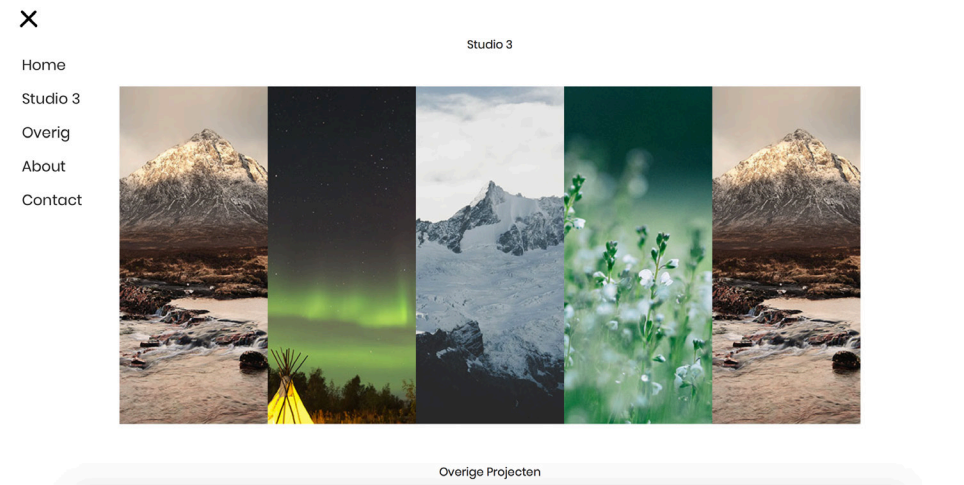 Studio 3
Home
Studio 3
Overig
About
Contact
Overige Projecten